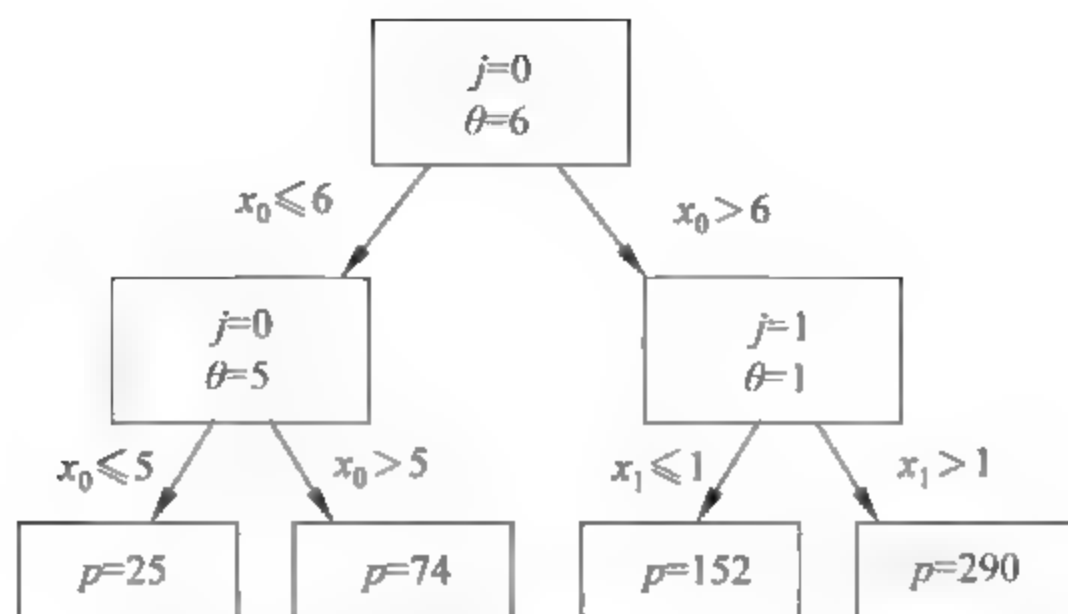 j=0
θ=6
x₀⩽6
x₀>6
j=0
θ=5
j=1
θ=1
x₀⩽5
x₀>5
x₁⩽1
x₁>1
p=25
p=74
p=152
p=290